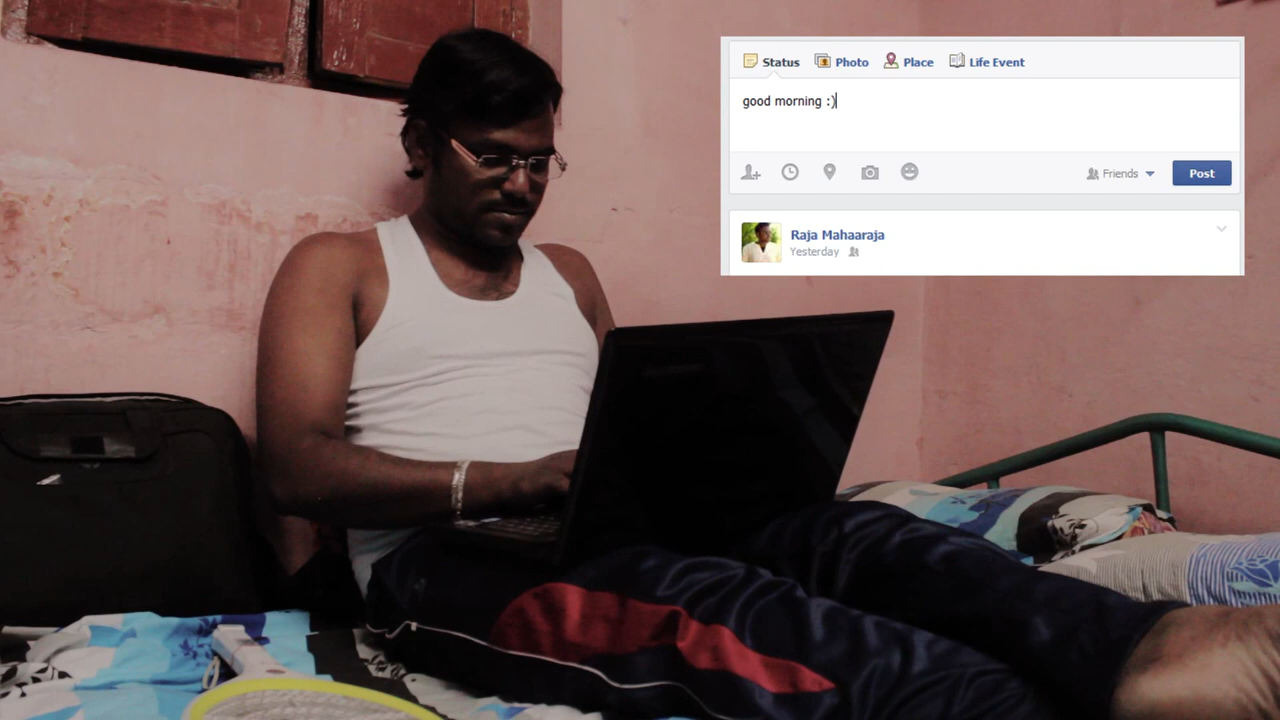 Status Photo Place Life Event
good morning :)
Friends Post
Raja Mahaaraja
Yesterday